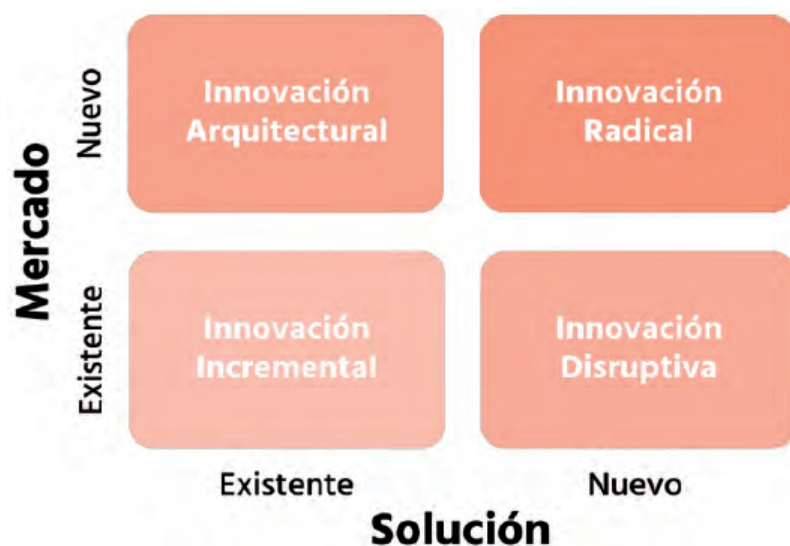 Mercado
Nuevo
Innovación
Arquitectural
Innovación
Radical
Existente
Innovación
Incremental
Innovación
Disruptiva
Existente
Nuevo
Solución